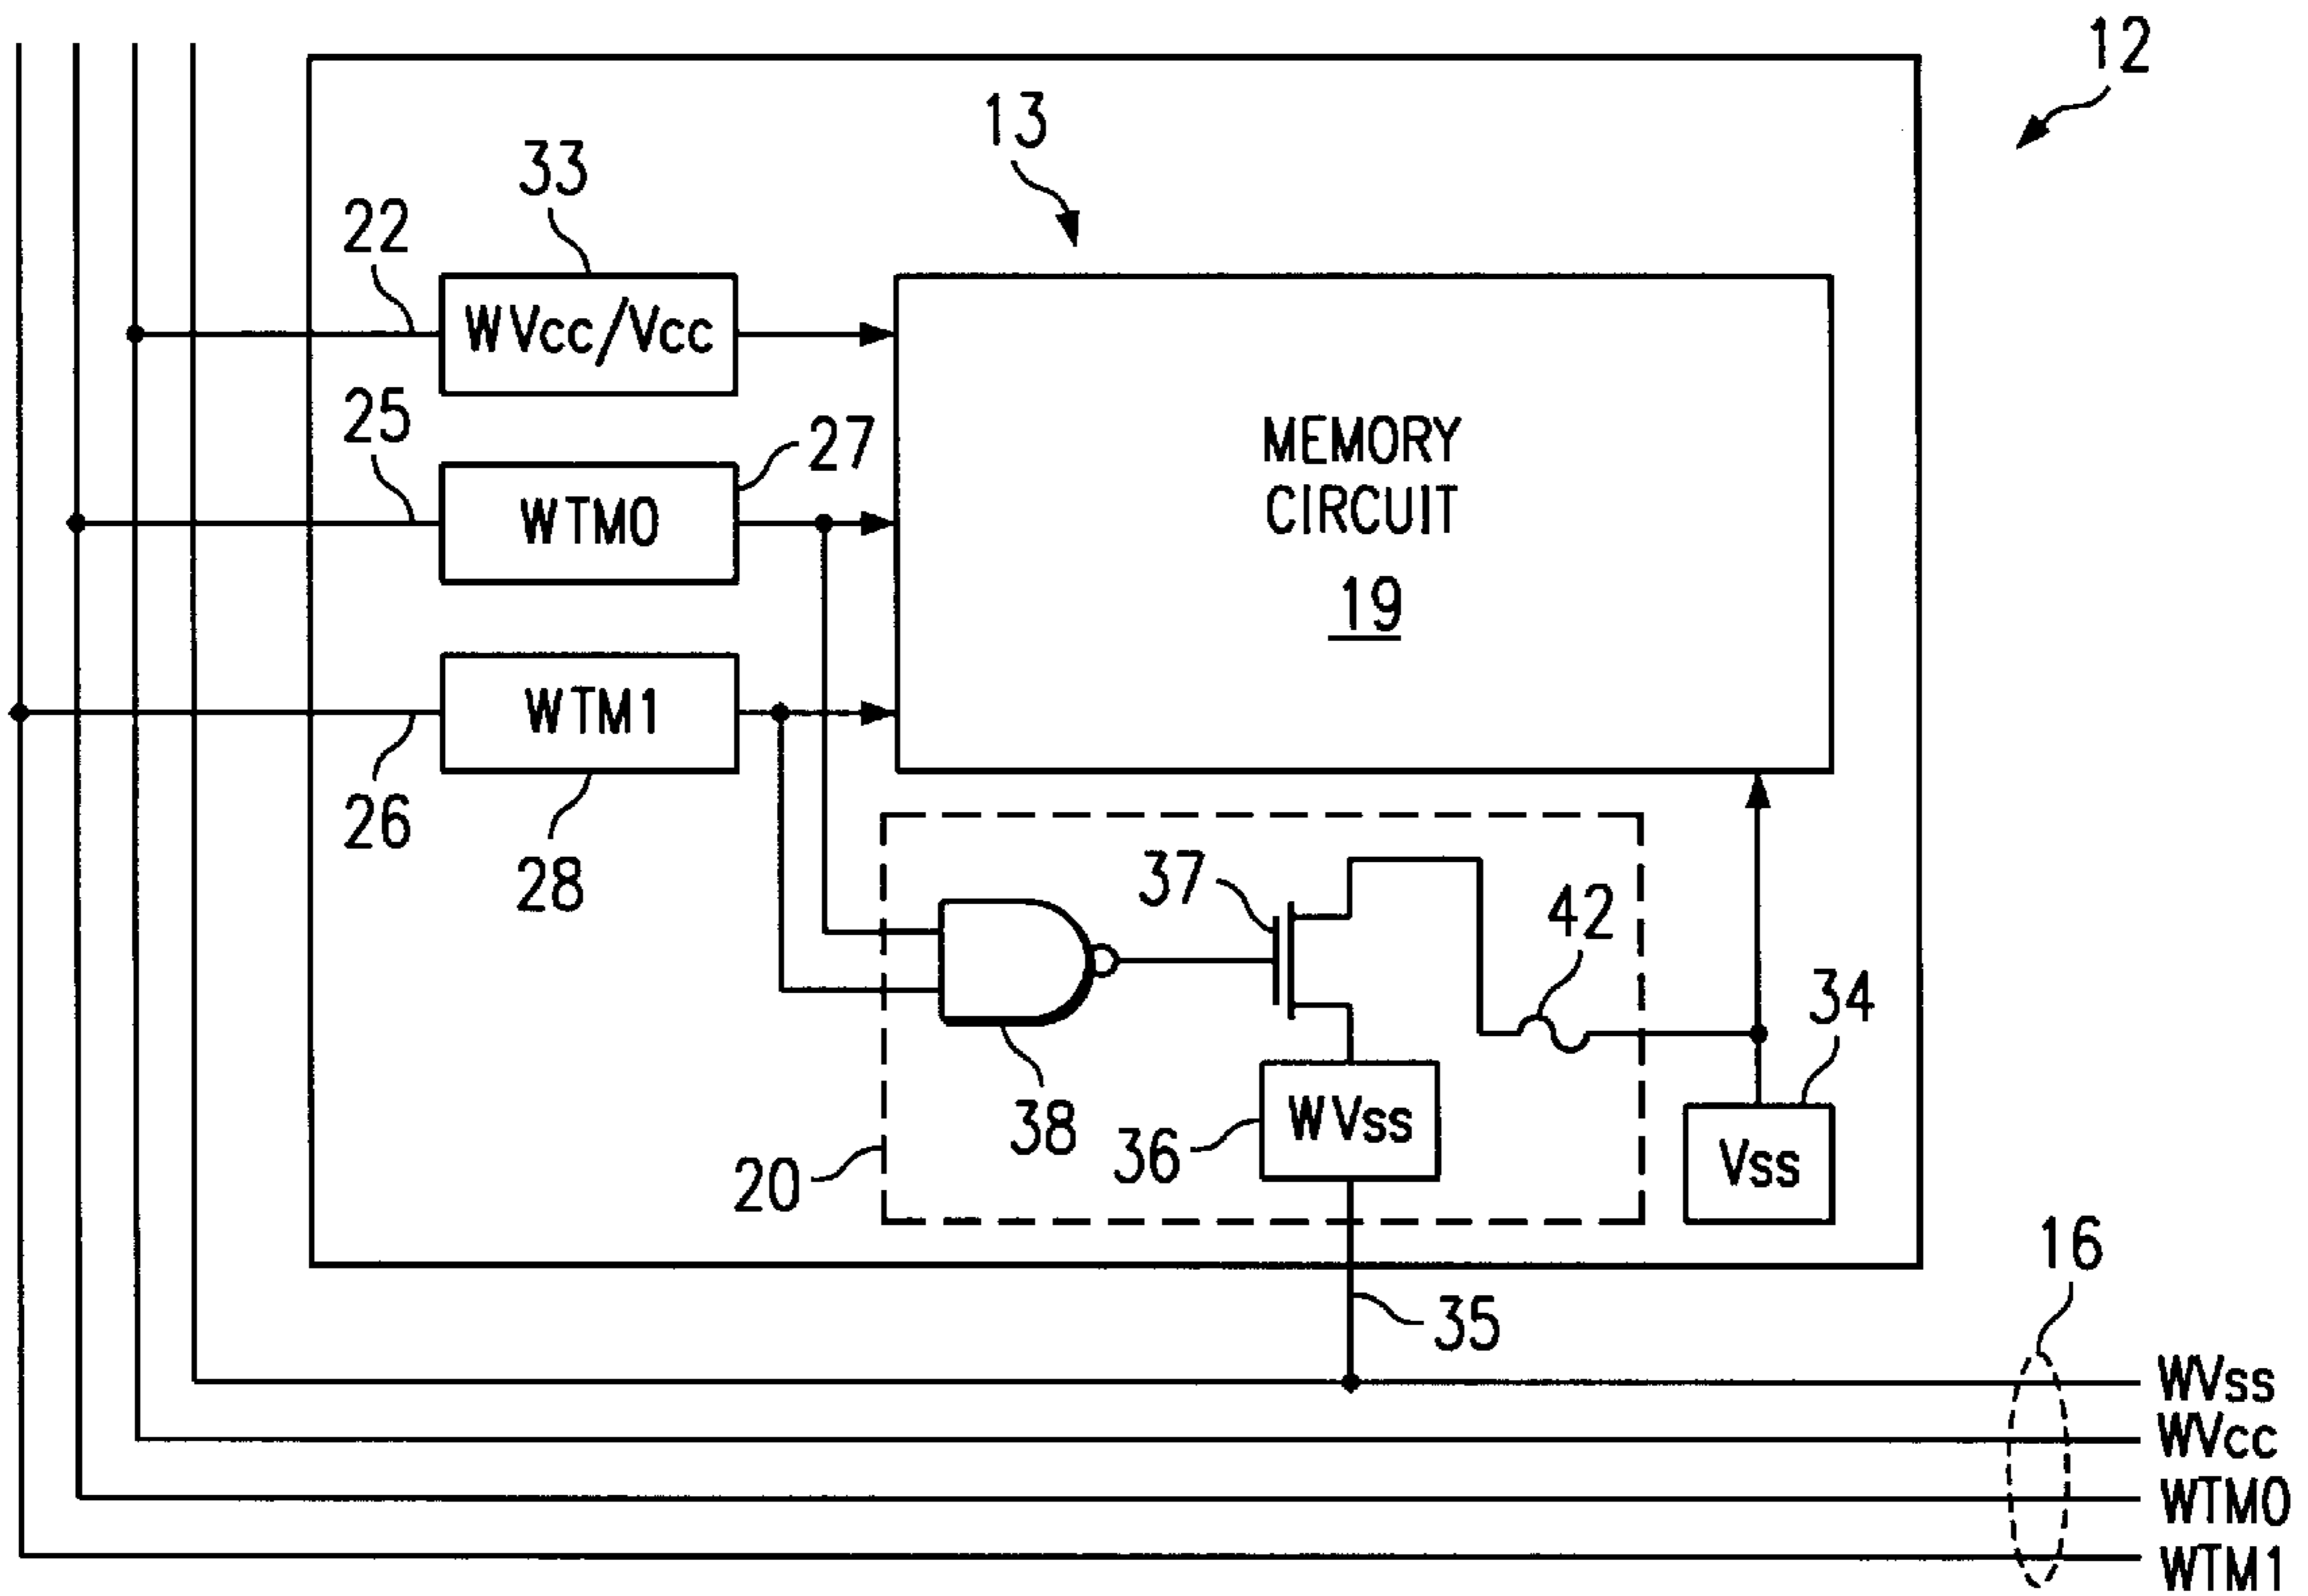 12
13
33
22
WVcc/Vcc
25
27
WTM0
MEMORY
CIRCUIT
19
WTM1
26
28
37
42
34
38
36
WVss
20
Vss
16
35
WVss
WVcc
WTM0
WTM1